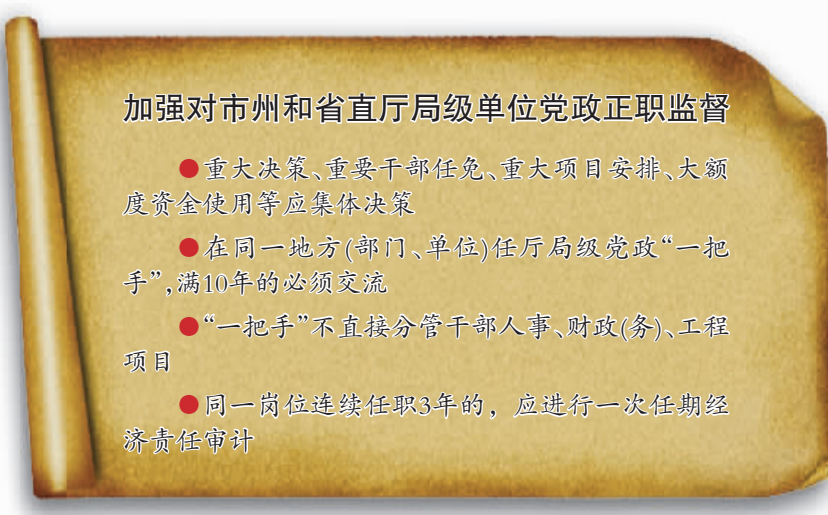 加强对市州和省直厅局级单位党政正职监督
●重大决策、重要干部任免、重大项目安排、大额
度资金使用等应集体决策
●在同一地方(部门、单位)任厅局级党政“一把
手”,满10年的必须交流
●“一把手”不直接分管干部人事、财政(务)、工程
项目
●同一岗位连续任职3年的，应进行一次任期经
济责任审计